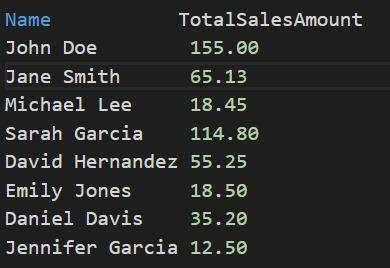 Name TotalSalesAmount
John Doe 155.00
Jane Smith 65.13
Michael Lee 18.45
Sarah Garcia 114.80
David Hernandez 55.25
Emily Jones 18.50
Daniel Davis 35.20
Jennifer Garcia 12.50